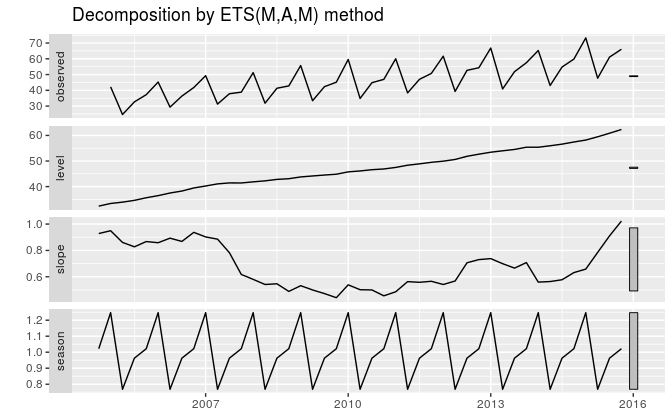 Decomposition by ETS(M,A,M) method
70
60
50
40
30
observed
60
50
40
level
1.0
0.8
0.6
slope
1.2
1.1
1.0
0.9
0.8
season
2007 2010 2013 2016